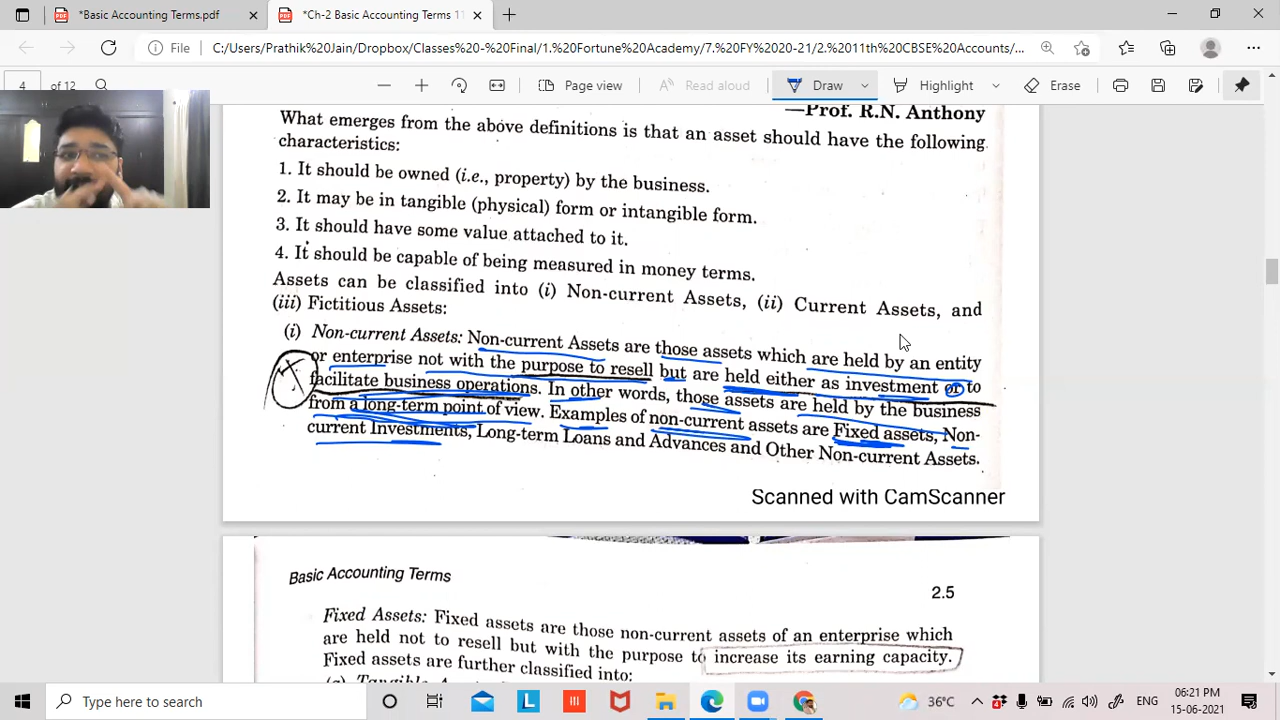 *Basic Accounting Terms.pdf
*Ch-2 Basic Accounting Terms 11
File
C:/Users/Prathik%20Jain/Dropbox/Classes%20-%20Final/1.%20Fortune%20Academy/7.%20FY%2020-21/2.%2011th%20CBSE%20Accounts/...
4 of 12
Page view
Read aloud
Draw
Highlight
Erase
—Prof. R.N. Anthony
What emerges from the above definitions is that an asset should have the following
characteristics:
1. It should be owned (i.e., property) by the business.
2. It may be in tangible (physical) form or intangible form.
3. It should have some value attached to it.
4. It should be capable of being measured in money terms.
Assets can be classified into (i) Non-current Assets, (ii) Current Assets, and
(iii) Fictitious Assets:
(i) Non-current Assets: Non-current Assets are those assets which are held by an entity
or enterprise not with the purpose to resell but are held either as investment or to
facilitate business operations. In other words, those assets are held by the business
from a long-term point of view. Examples of non-current assets are Fixed assets, Non-
current Investments, Long-term Loans and Advances and Other Non-current Assets.
Scanned with CamScanner
Basic Accounting Terms
2.5
Fixed Assets: Fixed assets are those non-current assets of an enterprise which
are held not to resell but with the purpose to increase its earning capacity.
Fixed assets are further classified into:
Type here to search
36°C
ENG
06:21 PM
15-06-2021